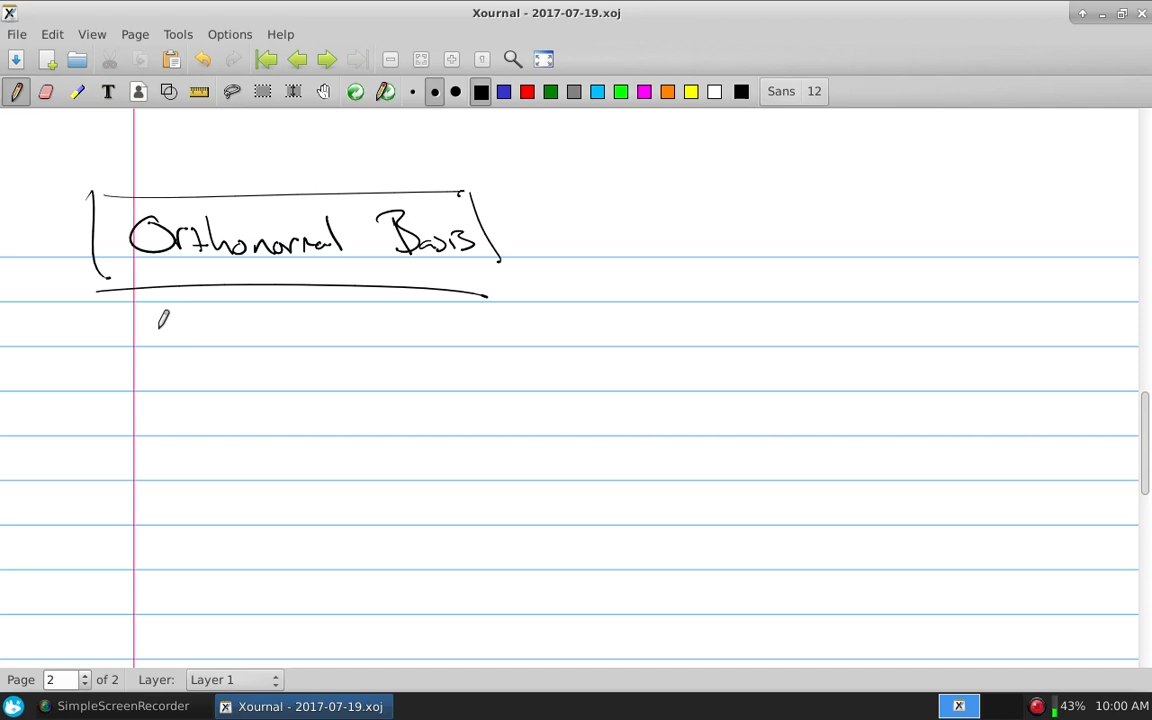 Xournal - 2017-07-19.xoj
File Edit View Page Tools Options Help
Sans 12
Orthonormal Basis
Page 2 of 2 Layer: Layer 1
SimpleScreenRecorder Xournal - 2017-07-19.xoj 43% 10:00 AM